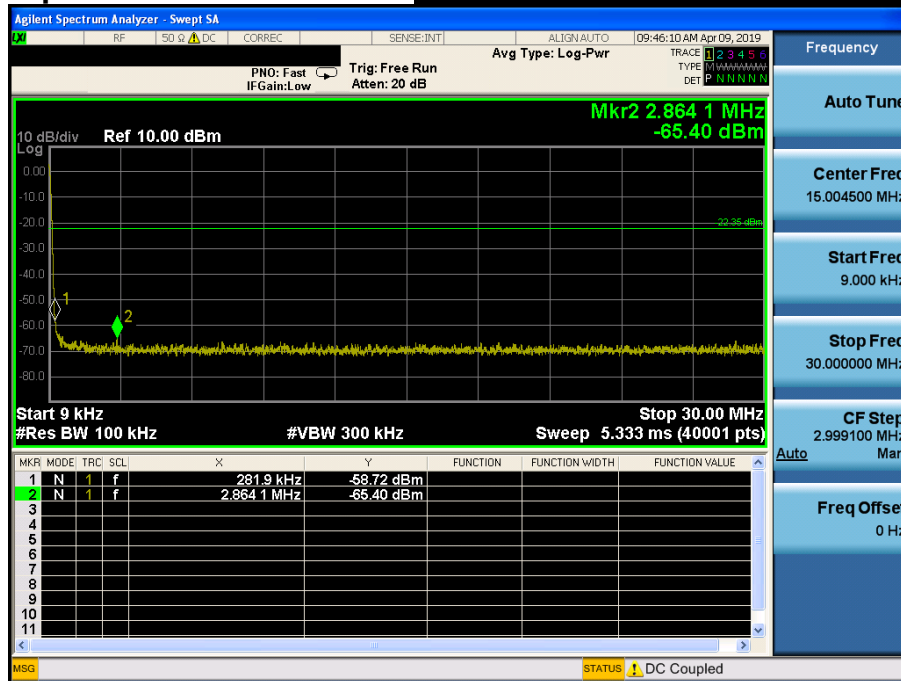 Agilent Spectrum Analyzer - Swept SA
LXI RF 50 Ω ⚠ DC CORREC SENSE:INT ALIGN AUTO 09:46:10 AM Apr 09, 2019
Avg Type: Log-Pwr TRACE 1 2 3 4 5 6
PNO: Fast Trig: Free Run TYPE M WWWWW
IFGain:Low Atten: 20 dB DET P N N N N N
Mkr2 2.864 1 MHz
10 dB/div Ref 10.00 dBm -65.40 dBm
Log
0.00
-10.0
-20.0
-22.35 dBm
-30.0
-40.0
-50.0
1
-60.0
2
-70.0
-80.0
Start 9 kHz Stop 30.00 MHz
#Res BW 100 kHz #VBW 300 kHz Sweep 5.333 ms (40001 pts)
MKR MODE TRC SCL X Y FUNCTION FUNCTION WIDTH FUNCTION VALUE
1 N 1 f 281.9 kHz -58.72 dBm
2 N 1 f 2.864 1 MHz -65.40 dBm
3
4
5
6
7
8
9
10
11
MSG STATUS DC Coupled
Frequency
Auto Tune
Center Freq
15.004500 MHz
Start Freq
9.000 kHz
Stop Freq
30.000000 MHz
CF Step
2.999100 MHz
Auto Man
Freq Offset
0 Hz